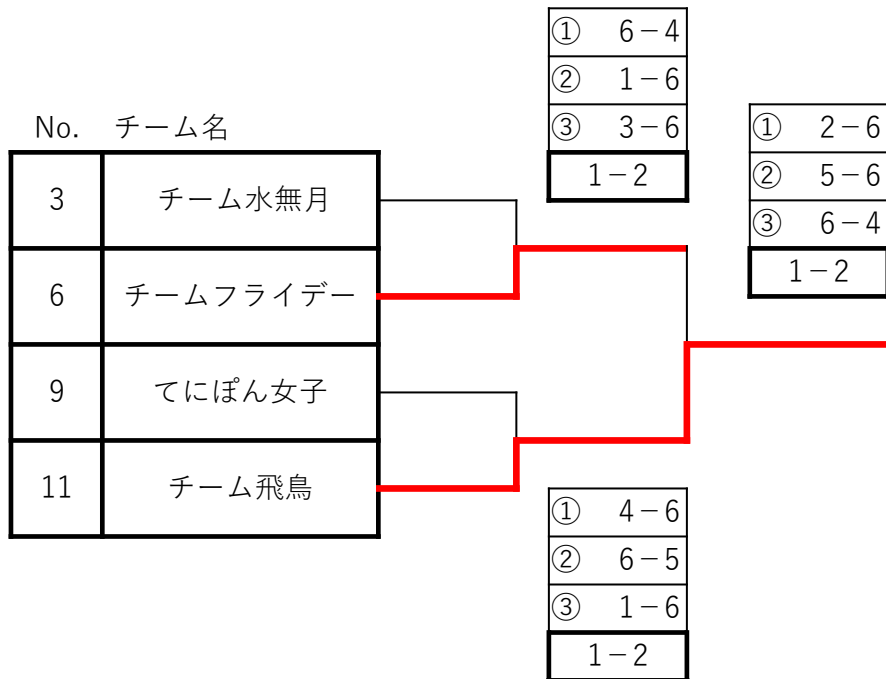 ① 6-4
② 1-6
③ 3-6
1-2
① 2-6
② 5-6
③ 6-4
1-2
No. チーム名
3 チーム水無月
6 チームフライデー
9 てにぽん女子
11 チーム飛鳥
① 4-6
② 6-5
③ 1-6
1-2